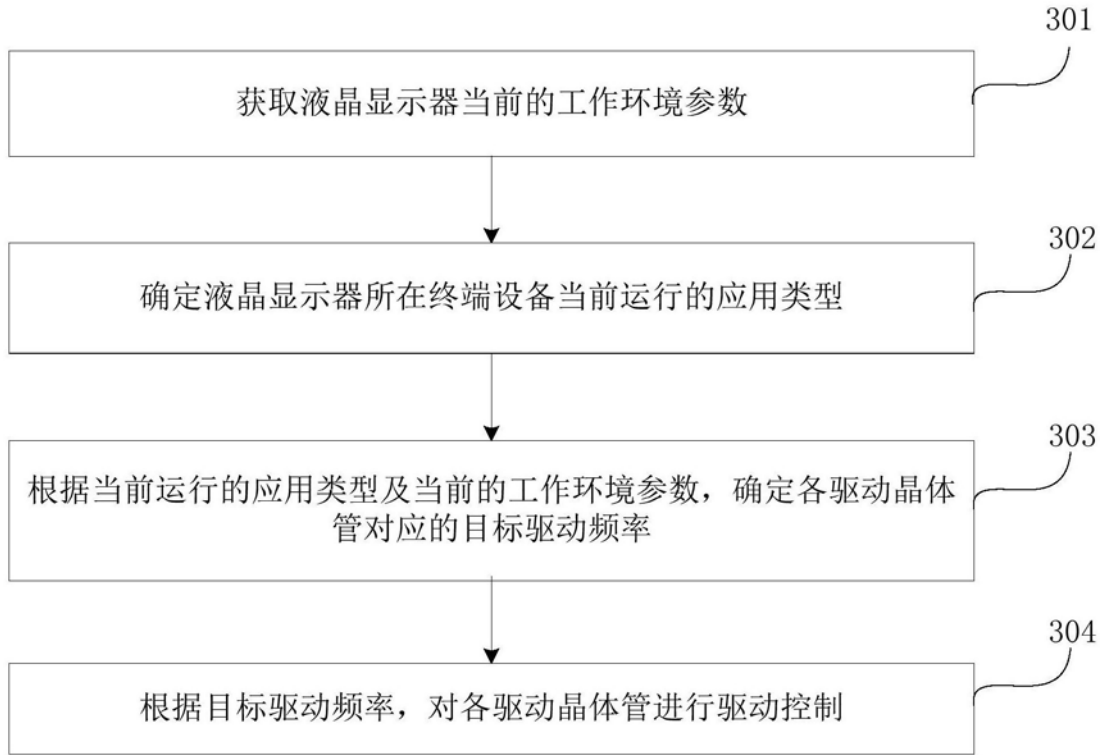 301
获取液晶显示器当前的工作环境参数
302
确定液晶显示器所在终端设备当前运行的应用类型
303
根据当前运行的应用类型及当前的工作环境参数，确定各驱动晶体
管对应的目标驱动频率
304
根据目标驱动频率，对各驱动晶体管进行驱动控制